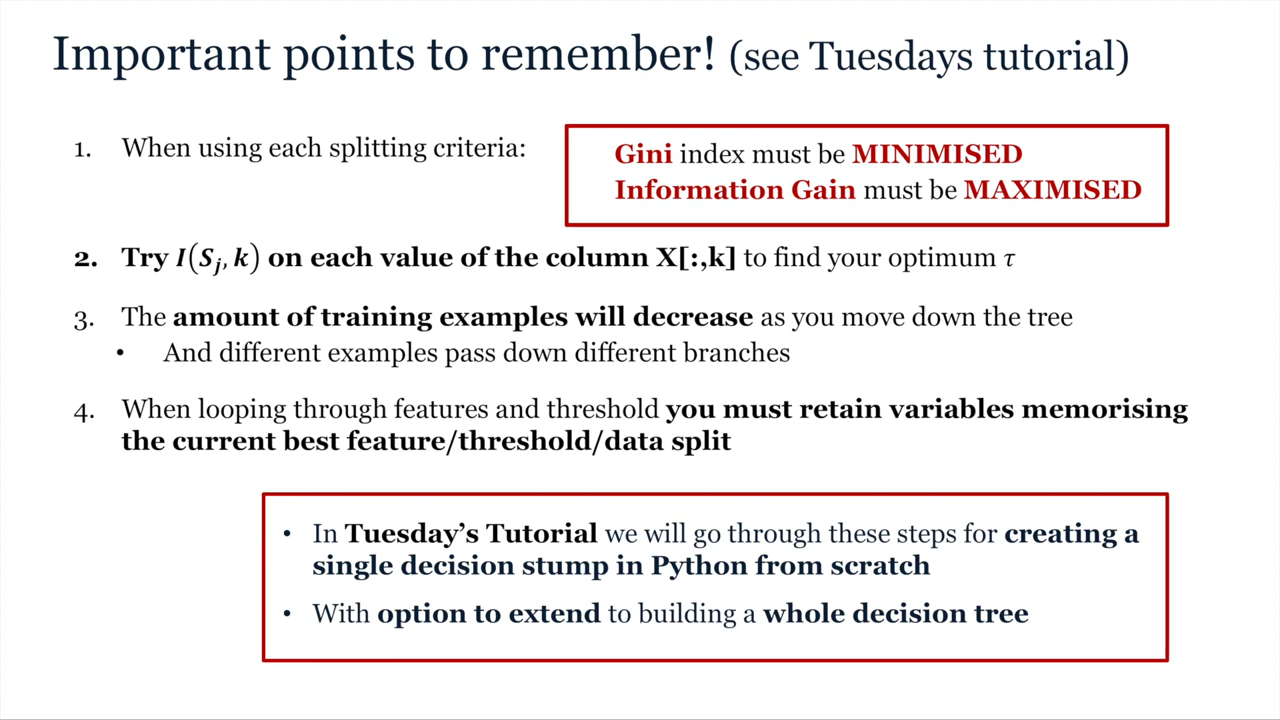 Important points to remember! (see Tuesdays tutorial)
1. When using each splitting criteria:
Gini index must be MINIMISED
Information Gain must be MAXIMISED
2. Try I(Sⱼ, k) on each value of the column X[:,k] to find your optimum τ
3. The amount of training examples will decrease as you move down the tree
• And different examples pass down different branches
4. When looping through features and threshold you must retain variables memorising
the current best feature/threshold/data split
• In Tuesday’s Tutorial we will go through these steps for creating a
single decision stump in Python from scratch
• With option to extend to building a whole decision tree